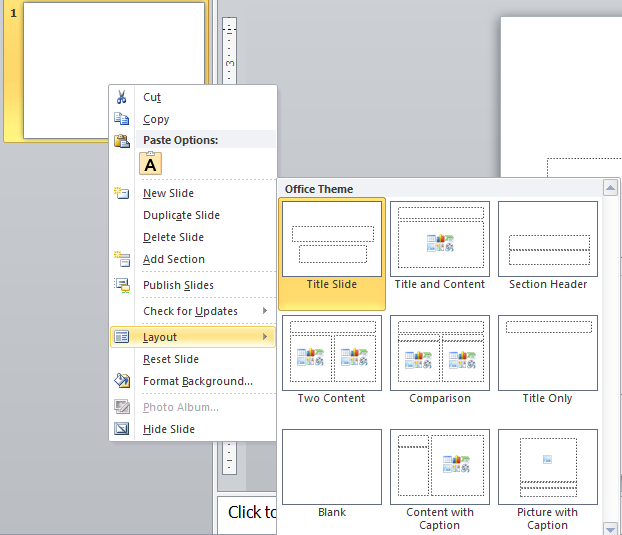 1
3
Cut
Copy
Paste Options:
A
New Slide
Duplicate Slide
Delete Slide
Add Section
Publish Slides
Check for Updates
Layout
Reset Slide
Format Background...
Photo Album...
Hide Slide
Office Theme
Title Slide
Title and Content
Section Header
Two Content
Comparison
Title Only
Blank
Content with
Caption
Picture with
Caption
Click to